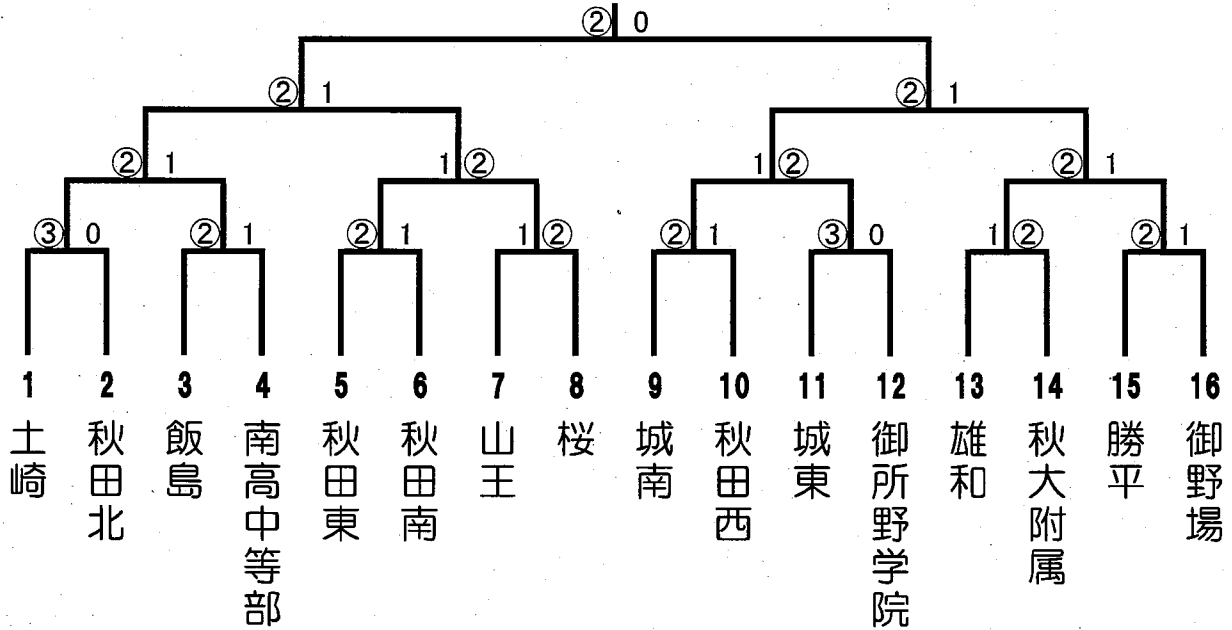 ② 0
② 1 ② 1
② 1 1 ② 1 ② ② 1
③ 0 ② 1 ② 1 1 ② ② 1 ③ 0 1 ② ② 1
1 2 3 4 5 6 7 8 9 10 11 12 13 14 15 16
土崎
秋田北
飯島
南高中等部
秋田東
秋田南
山王
桜
城南
秋田西
城東
御所野学院
雄和
秋大附属
勝平
御野場